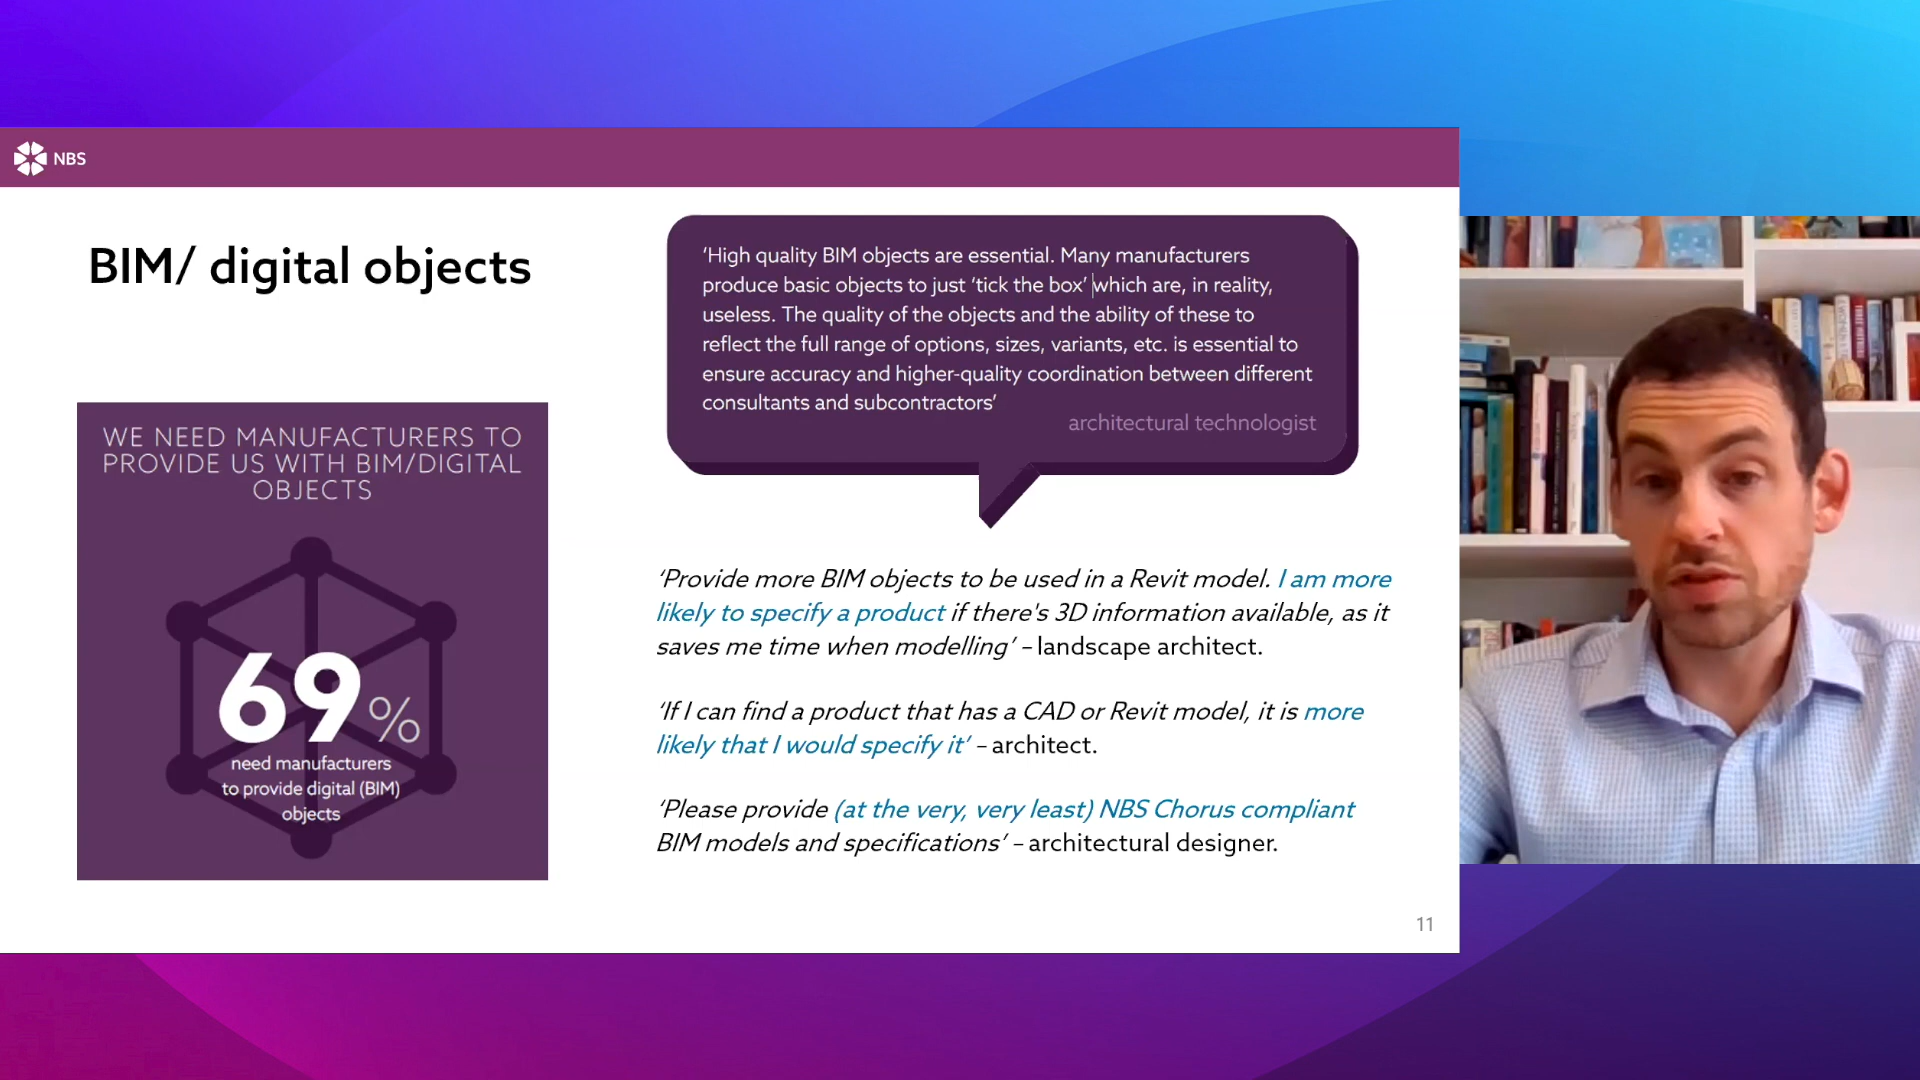 NBS
BIM/ digital objects
WE NEED MANUFACTURERS TO
PROVIDE US WITH BIM/DIGITAL
OBJECTS
69%
need manufacturers
to provide digital (BIM)
objects
‘High quality BIM objects are essential. Many manufacturers
produce basic objects to just ‘tick the box’ which are, in reality,
useless. The quality of the objects and the ability of these to
reflect the full range of options, sizes, variants, etc. is essential to
ensure accuracy and higher-quality coordination between different
consultants and subcontractors’
architectural technologist
‘Provide more BIM objects to be used in a Revit model. I am more
likely to specify a product if there's 3D information available, as it
saves me time when modelling’ – landscape architect.
‘If I can find a product that has a CAD or Revit model, it is more
likely that I would specify it’ – architect.
‘Please provide (at the very, very least) NBS Chorus compliant
BIM models and specifications’ – architectural designer.
11